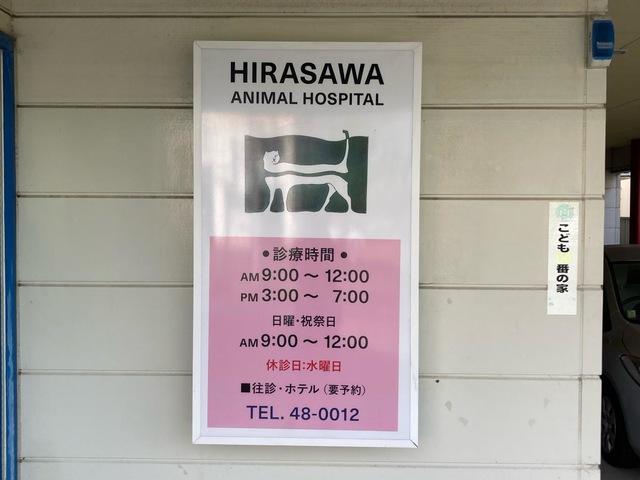 HIRASAWA
ANIMAL HOSPITAL
●診療時間●
AM 9:00〜12:00
PM 3:00〜 7:00
日曜・祝祭日
AM 9:00〜12:00
休診日:水曜日
■往診・ホテル(要予約)
TEL. 48-0012
こども
番の家